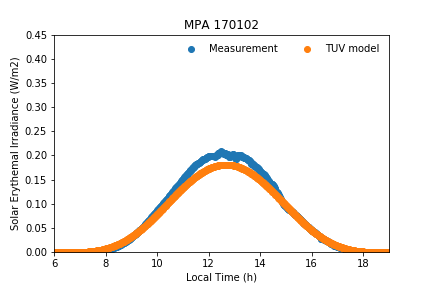 MPA 170102
Measurement
TUV model
Solar Erythemal Irradiance (W/m2)
0.45
0.40
0.35
0.30
0.25
0.20
0.15
0.10
0.05
0.00
6 8 10 12 14 16 18
Local Time (h)